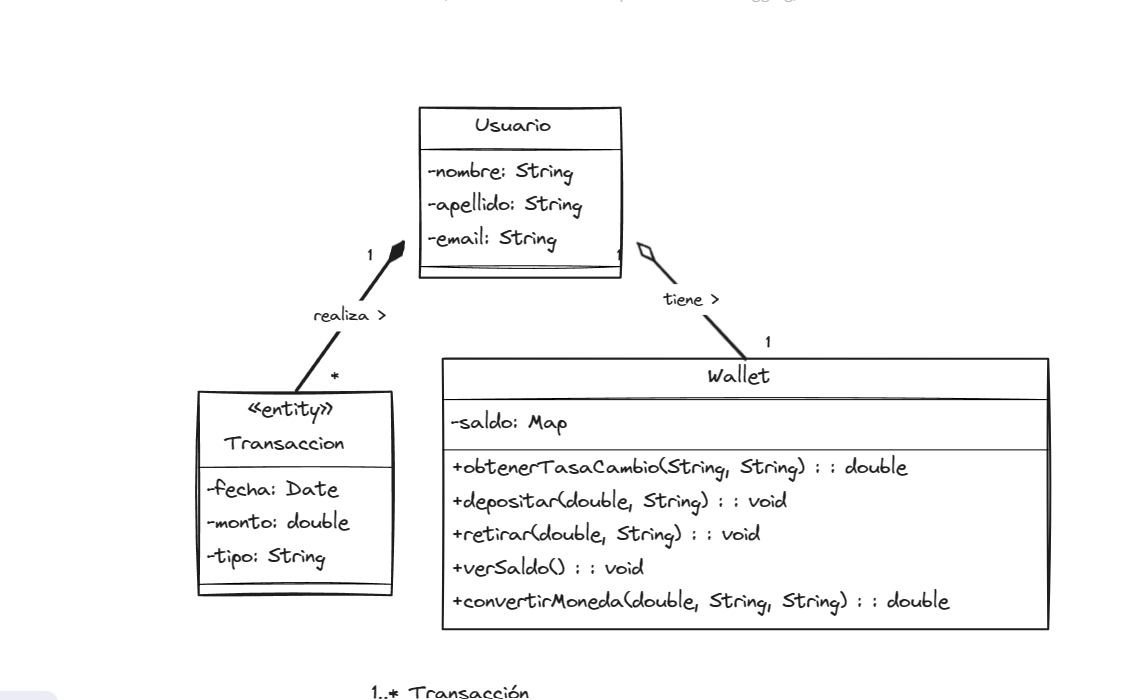 Usuario
-nombre: String
-apellido: String
-email: String
1
1
realiza >
tiene >
*
1
«entity»
Transaccion
-fecha: Date
-monto: double
-tipo: String
Wallet
-saldo: Map
+obtenerTasaCambio(String, String) : : double
+depositar(double, String) : : void
+retirar(double, String) : : void
+verSaldo() : : void
+convertirMoneda(double, String, String) : : double
1..* Transacción